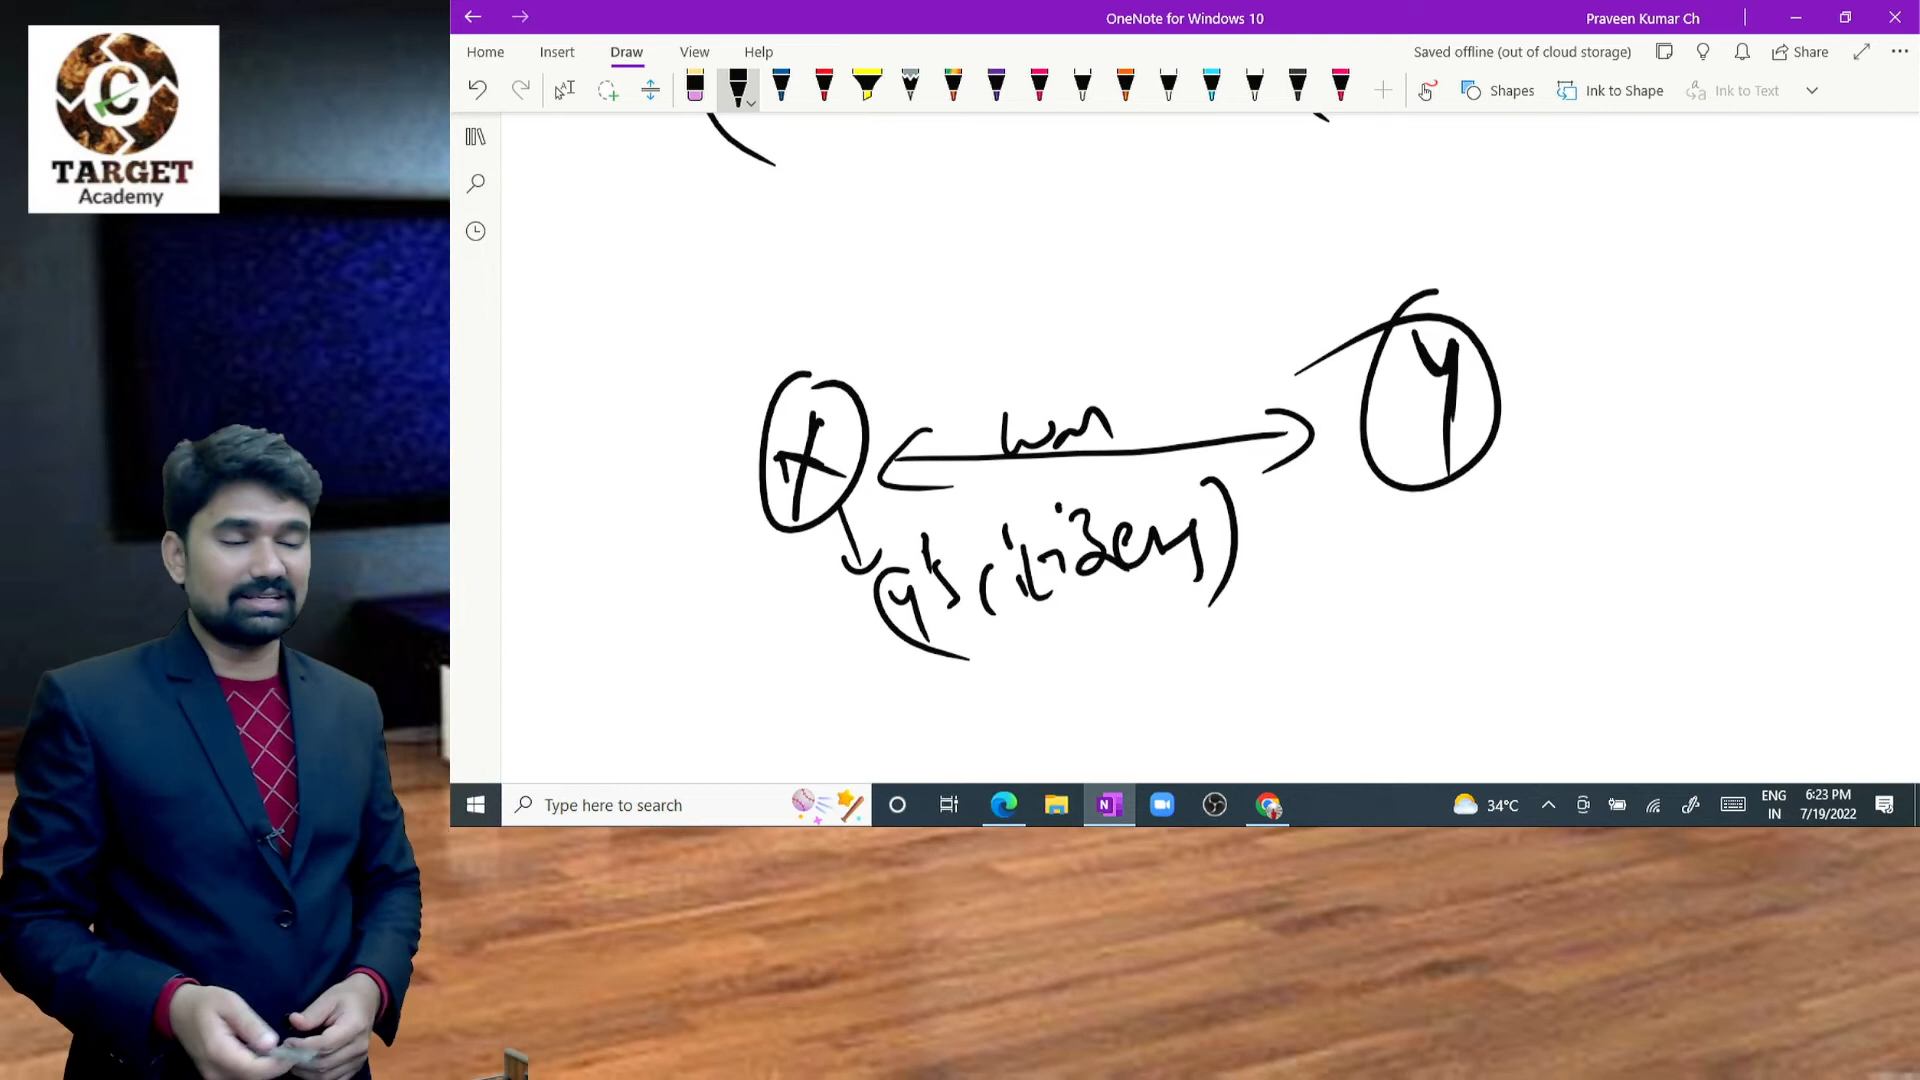 C
TARGET
Academy
OneNote for Windows 10
Praveen Kumar Ch
Home Insert Draw View Help
Saved offline (out of cloud storage)
Share
Shapes
Ink to Shape
Ink to Text
X
Y
war
(y's citizens)
Type here to search
N
34°C
ENG
IN
6:23 PM
7/19/2022